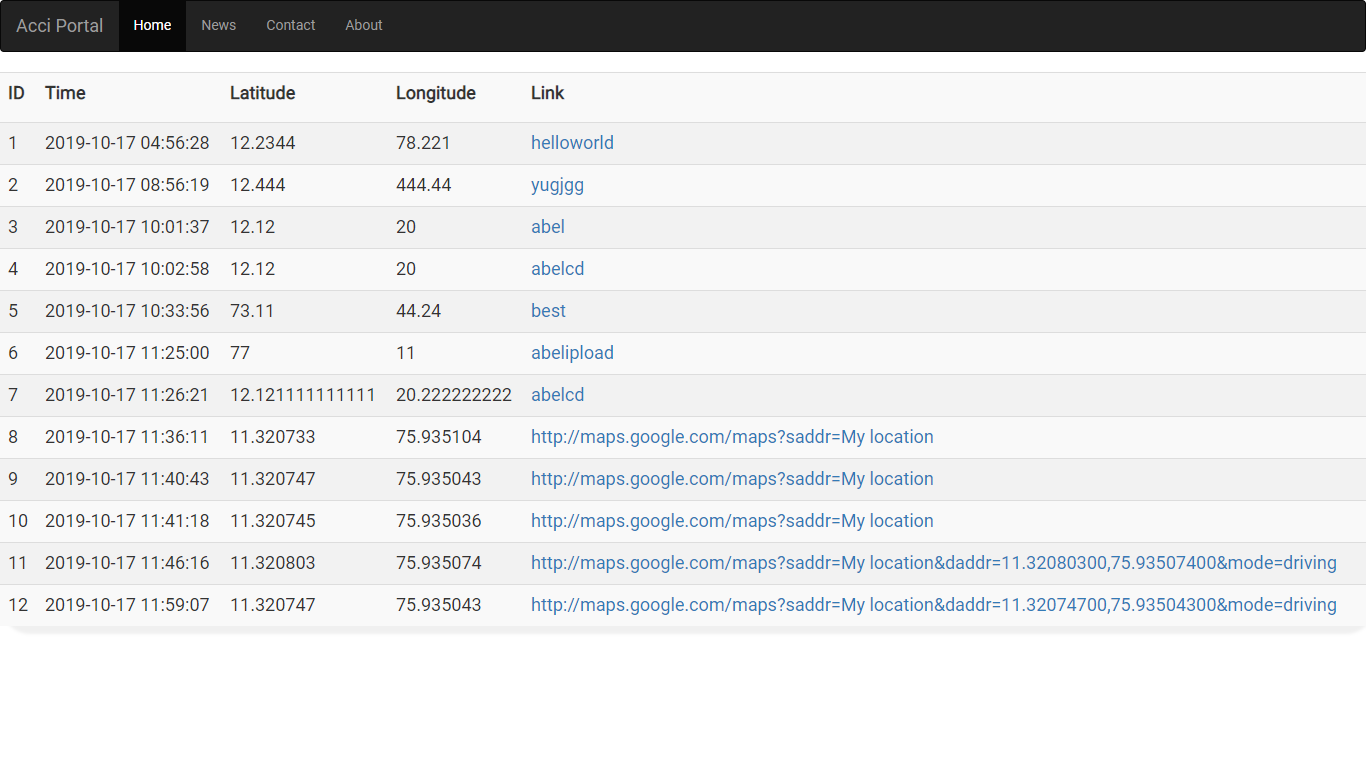 Acci Portal Home News Contact About
ID Time Latitude Longitude Link
1 2019-10-17 04:56:28 12.2344 78.221 helloworld
2 2019-10-17 08:56:19 12.444 444.44 yugjgg
3 2019-10-17 10:01:37 12.12 20 abel
4 2019-10-17 10:02:58 12.12 20 abelcd
5 2019-10-17 10:33:56 73.11 44.24 best
6 2019-10-17 11:25:00 77 11 abelipload
7 2019-10-17 11:26:21 12.121111111111 20.222222222 abelcd
8 2019-10-17 11:36:11 11.320733 75.935104 http://maps.google.com/maps?saddr=My location
9 2019-10-17 11:40:43 11.320747 75.935043 http://maps.google.com/maps?saddr=My location
10 2019-10-17 11:41:18 11.320745 75.935036 http://maps.google.com/maps?saddr=My location
11 2019-10-17 11:46:16 11.320803 75.935074 http://maps.google.com/maps?saddr=My location&daddr=11.32080300,75.93507400&mode=driving
12 2019-10-17 11:59:07 11.320747 75.935043 http://maps.google.com/maps?saddr=My location&daddr=11.32074700,75.93504300&mode=driving